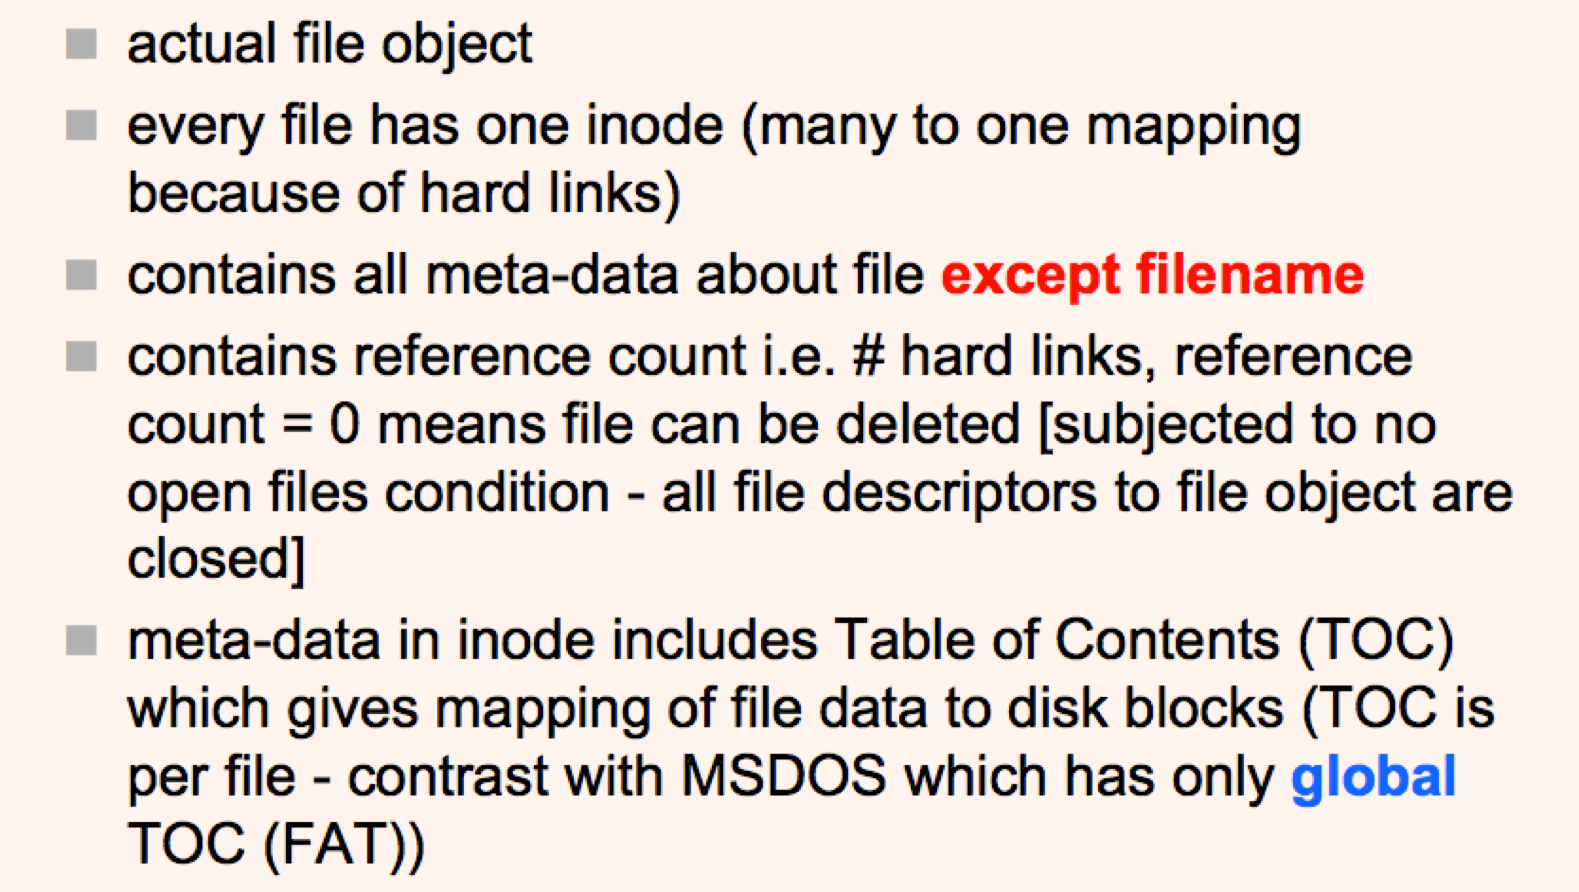 actual file object
every file has one inode (many to one mapping
because of hard links)
contains all meta-data about file except filename
contains reference count i.e. # hard links, reference
count = 0 means file can be deleted [subjected to no
open files condition - all file descriptors to file object are
closed]
meta-data in inode includes Table of Contents (TOC)
which gives mapping of file data to disk blocks (TOC is
per file - contrast with MSDOS which has only global
TOC (FAT))